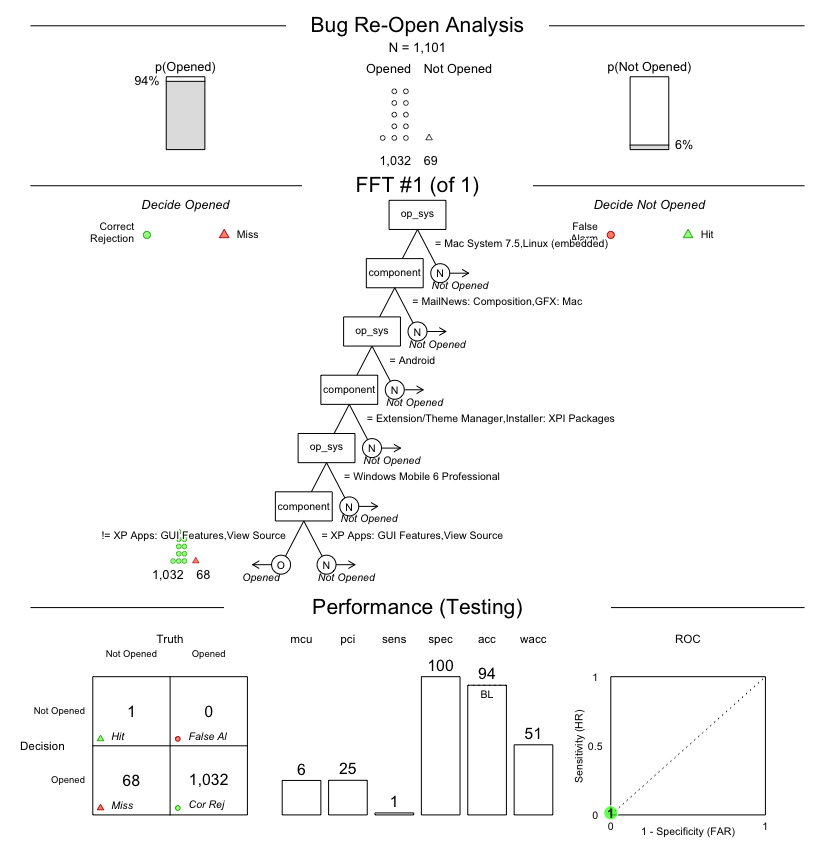 Bug Re-Open Analysis
N = 1,101
p(Opened)
94%
Opened Not Opened
1,032 69
p(Not Opened)
6%
FFT #1 (of 1)
Decide Opened
Correct
Rejection
Miss
Decide Not Opened
False
Alarm
Hit
op_sys
= Mac System 7.5,Linux (embedded)
component
N
Not Opened
= MailNews: Composition,GFX: Mac
op_sys
N
Not Opened
= Android
component
N
Not Opened
= Extension/Theme Manager,Installer: XPI Packages
op_sys
N
Not Opened
= Windows Mobile 6 Professional
component
N
Not Opened
!= XP Apps: GUI Features,View Source
= XP Apps: GUI Features,View Source
O
Opened
N
Not Opened
1,032 68
Performance (Testing)
Truth
Not Opened Opened
Decision
Not Opened
1
Hit
0
False Al
Opened
68
Miss
1,032
Cor Rej
mcu pci sens spec acc wacc
6 25 1 100 94 51
BL
ROC
Sensitivity (HR)
1
0.5
0
1
0 1
1 - Specificity (FAR)